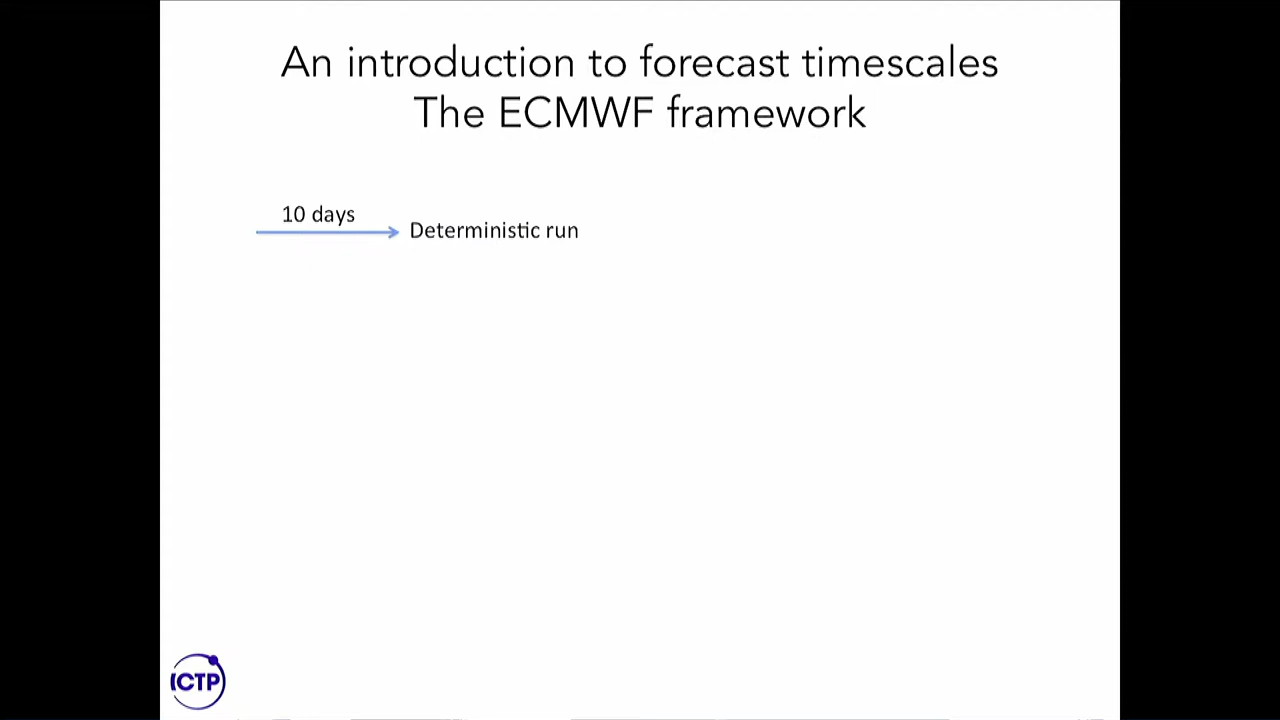 An introduction to forecast timescales
The ECMWF framework
10 days
Deterministic run
ICTP